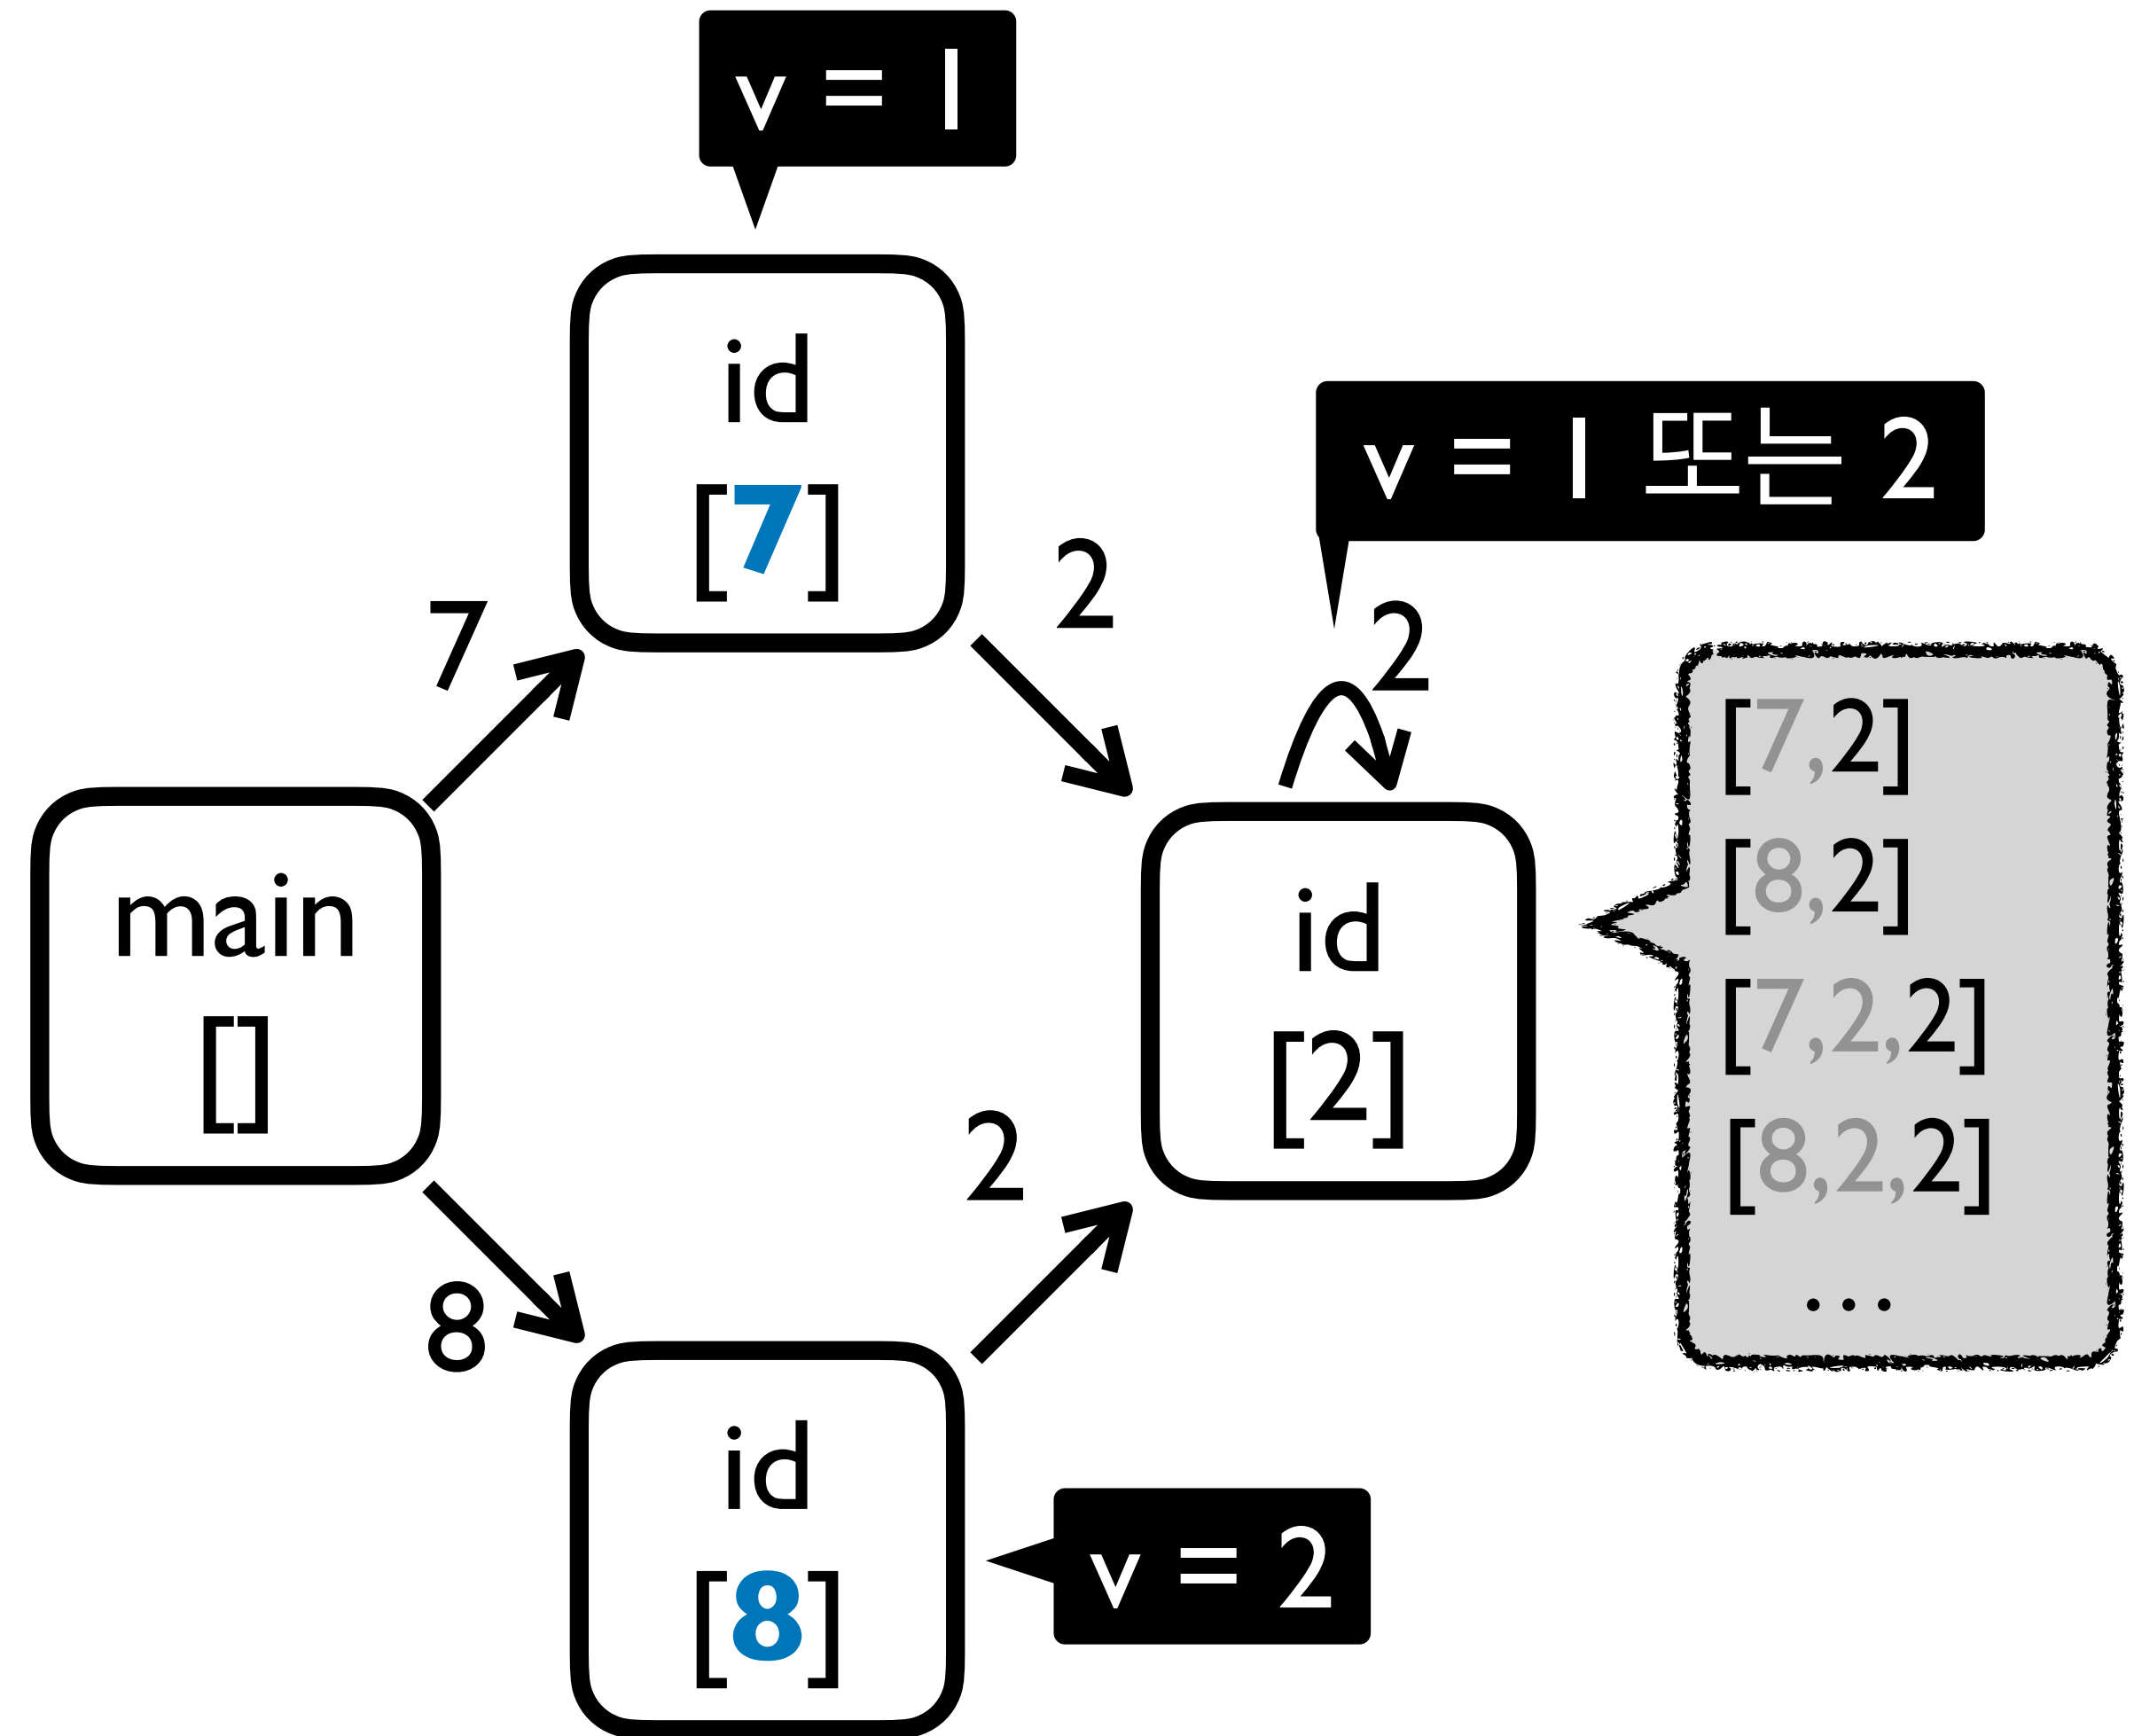 v = 1
id
[7]
7
2
v = 1 또는 2
2
main
[]
id
[2]
[7,2]
[8,2]
[7,2,2]
[8,2,2]
...
8
2
id
[8]
v = 2